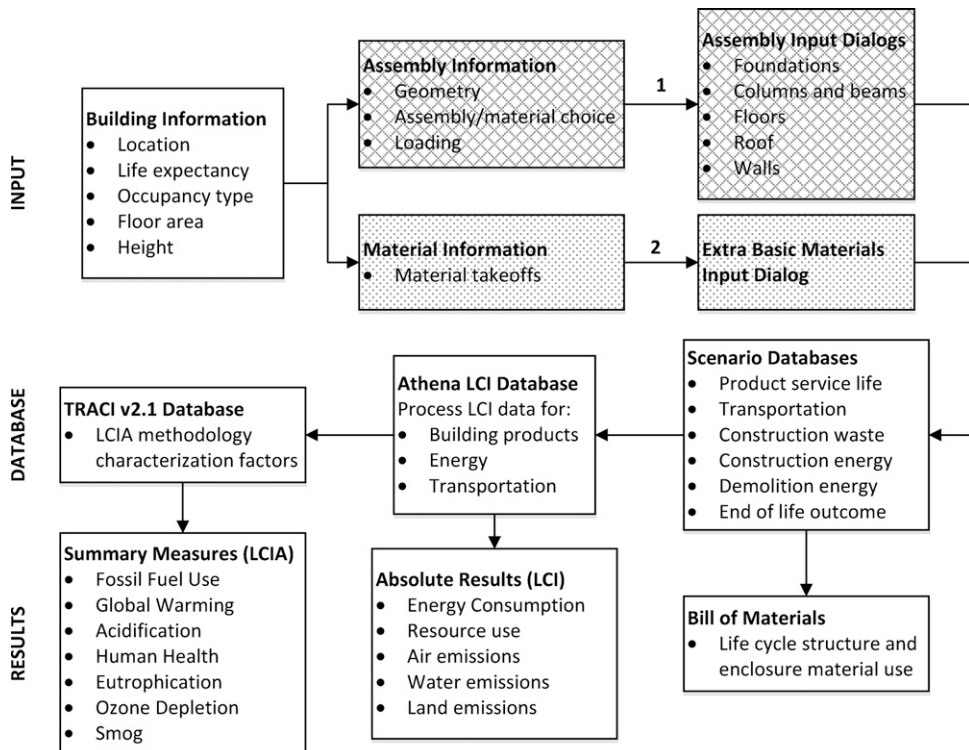 INPUT
Building Information
• Location
• Life expectancy
• Occupancy type
• Floor area
• Height
Assembly Information
• Geometry
• Assembly/material choice
• Loading
1
Assembly Input Dialogs
• Foundations
• Columns and beams
• Floors
• Roof
• Walls
Material Information
• Material takeoffs
2
Extra Basic Materials
Input Dialog
DATABASE
TRACI v2.1 Database
• LCIA methodology
characterization factors
Athena LCI Database
Process LCI data for:
• Building products
• Energy
• Transportation
Scenario Databases
• Product service life
• Transportation
• Construction waste
• Construction energy
• Demolition energy
• End of life outcome
RESULTS
Summary Measures (LCIA)
• Fossil Fuel Use
• Global Warming
• Acidification
• Human Health
• Eutrophication
• Ozone Depletion
• Smog
Absolute Results (LCI)
• Energy Consumption
• Resource use
• Air emissions
• Water emissions
• Land emissions
Bill of Materials
• Life cycle structure and
enclosure material use